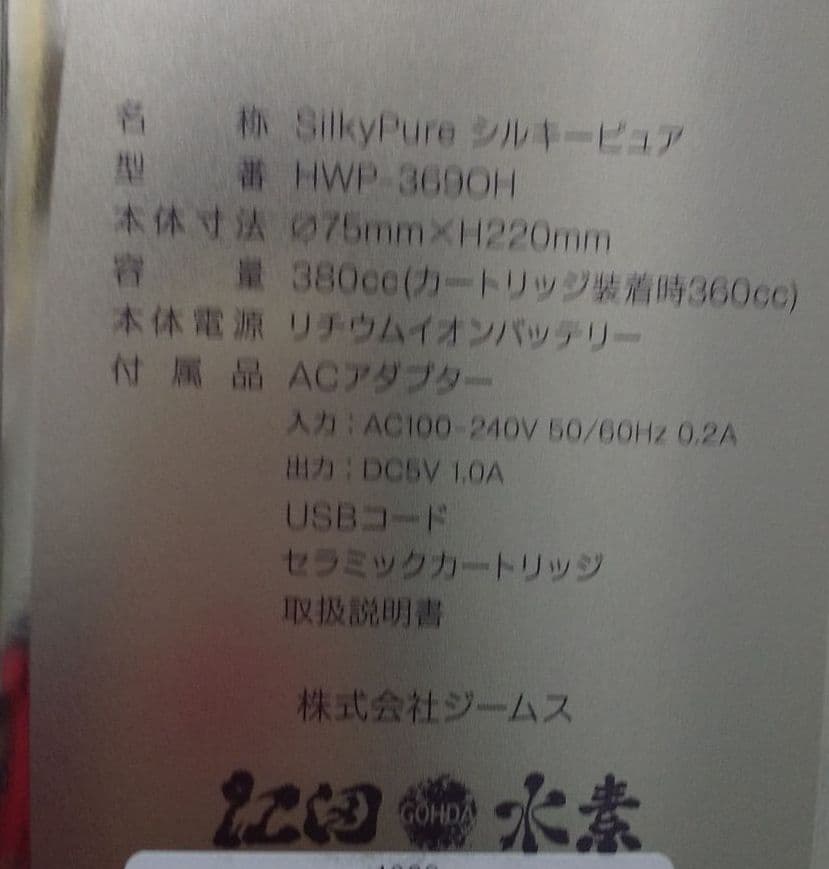 名称 SilkyPure シルキーピュア
型番 HWP-3690H
本体寸法 Ø75mm×H220mm
容量 380cc(カートリッジ装着時360cc)
本体電源 リチウムイオンバッテリー
付属品 ACアダプター
入力:AC100-240V 50/60Hz 0.2A
出力:DC5V 1.0A
USBコード
セラミックカートリッジ
取扱説明書
株式会社ジームス
江田 GOHDA 水素